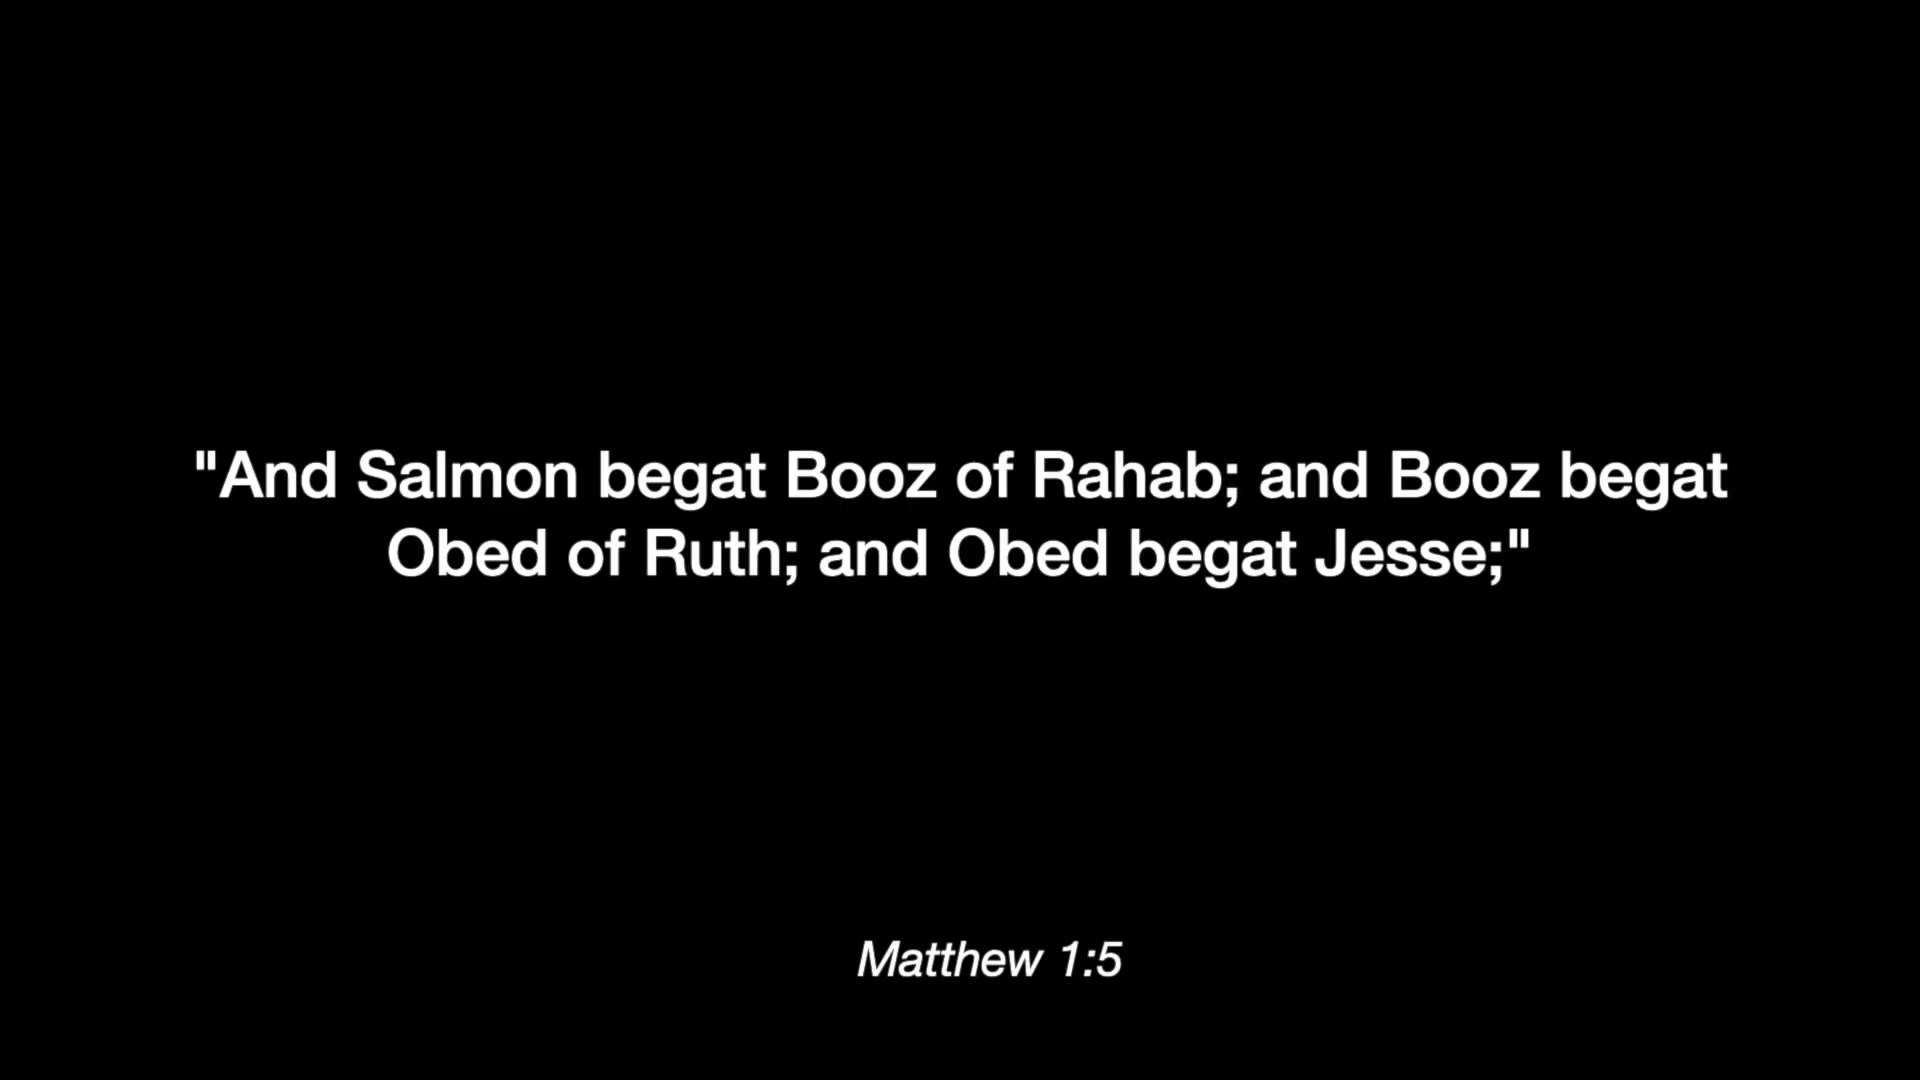 "And Salmon begat Booz of Rahab; and Booz begat
Obed of Ruth; and Obed begat Jesse;"
Matthew 1:5